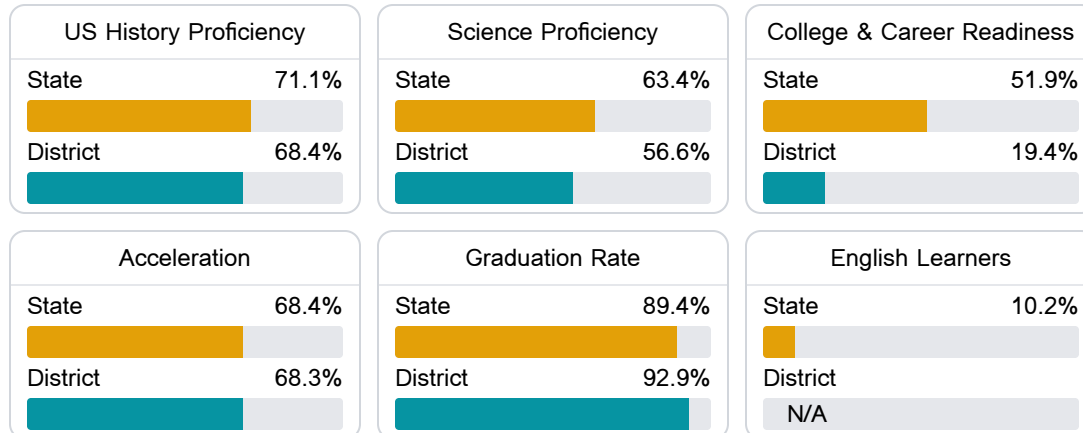 US History Proficiency
State 71.1%
District 68.4%
Science Proficiency
State 63.4%
District 56.6%
College & Career Readiness
State 51.9%
District 19.4%
Acceleration
State 68.4%
District 68.3%
Graduation Rate
State 89.4%
District 92.9%
English Learners
State 10.2%
District
N/A